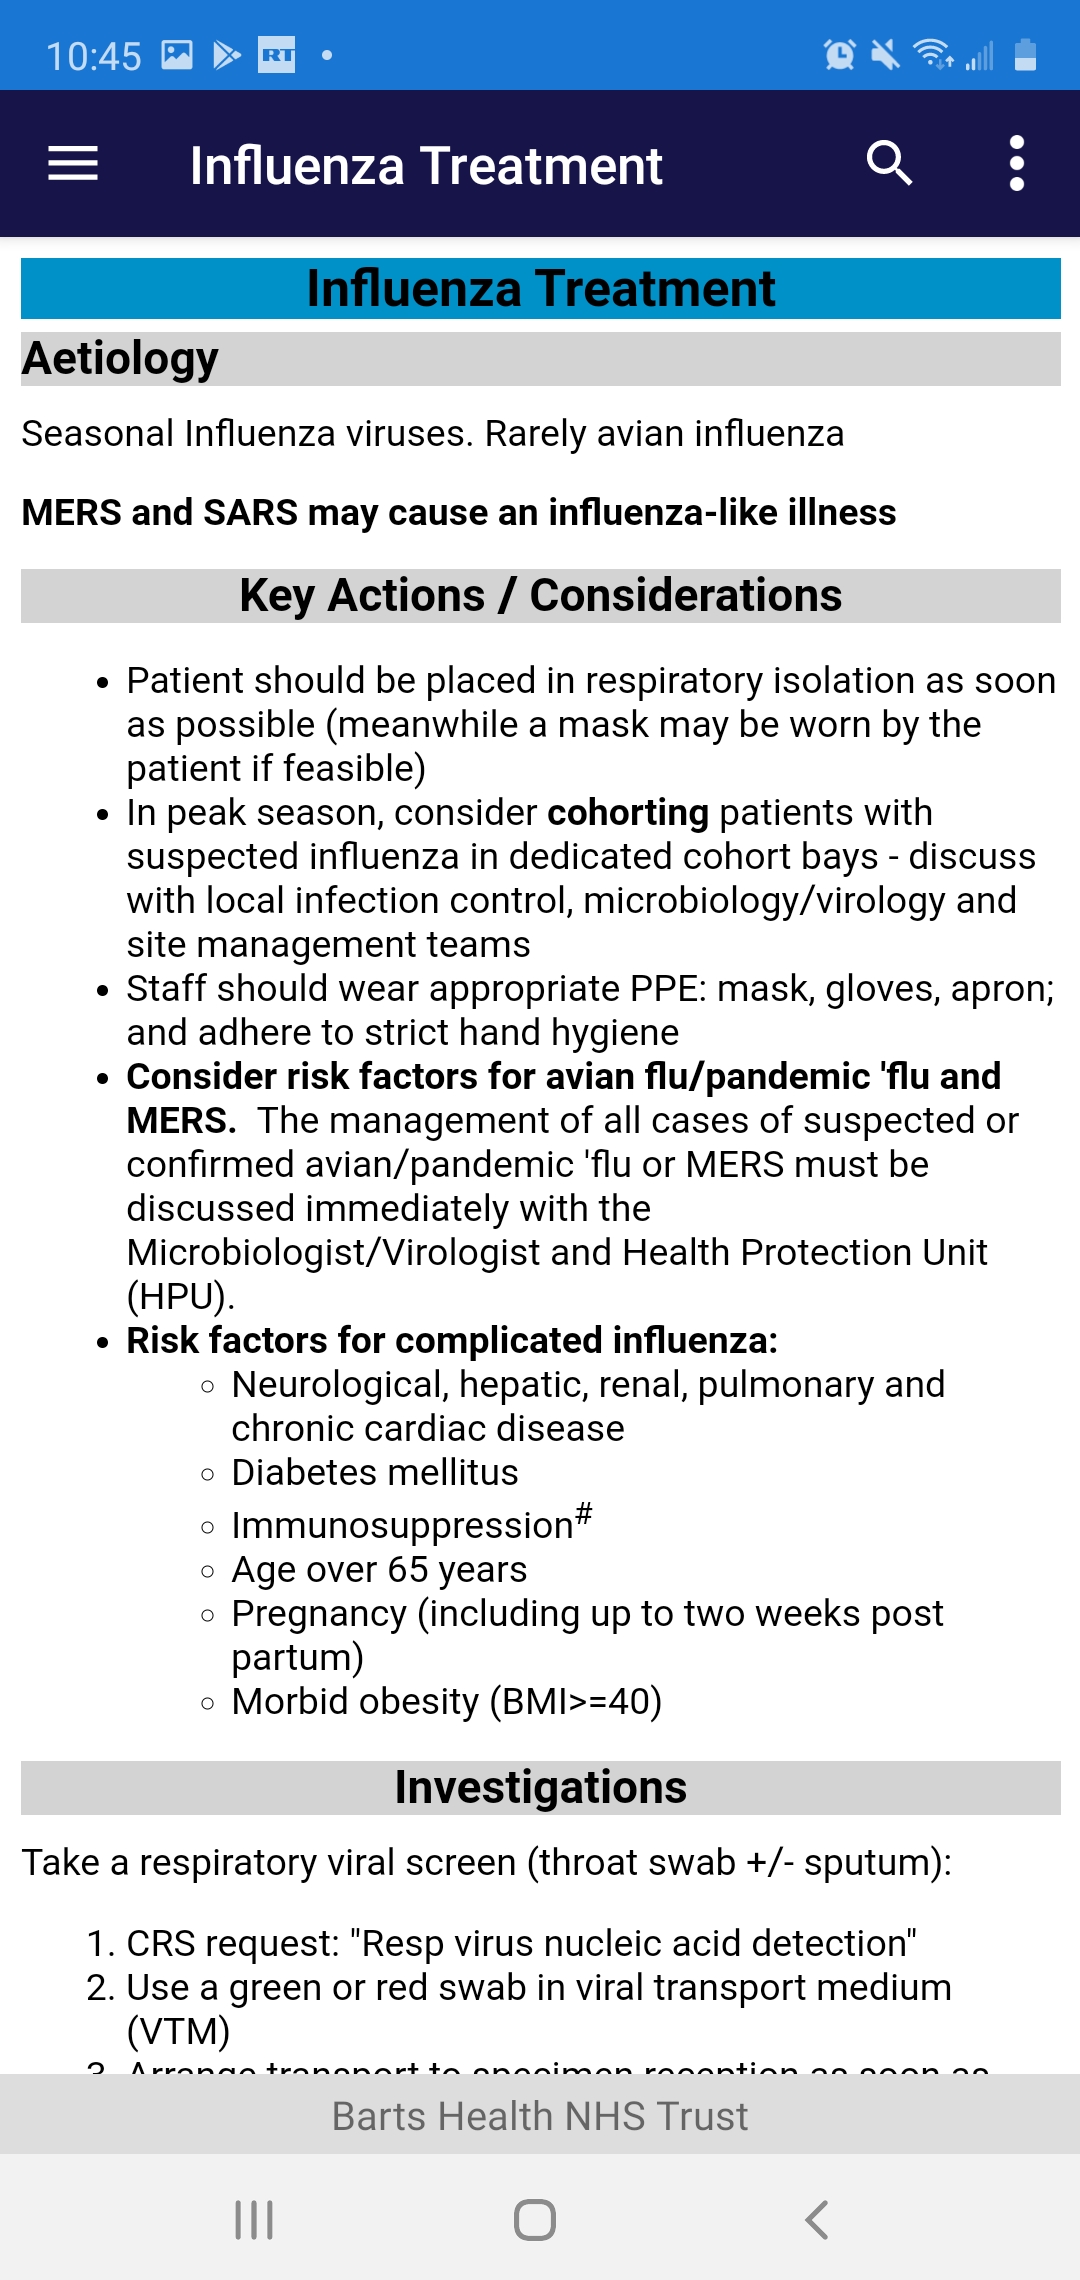 10:45 RT
Influenza Treatment
Influenza Treatment
Aetiology
Seasonal Influenza viruses. Rarely avian influenza
MERS and SARS may cause an influenza-like illness
Key Actions / Considerations
• Patient should be placed in respiratory isolation as soon
as possible (meanwhile a mask may be worn by the
patient if feasible)
• In peak season, consider cohorting patients with
suspected influenza in dedicated cohort bays - discuss
with local infection control, microbiology/virology and
site management teams
• Staff should wear appropriate PPE: mask, gloves, apron;
and adhere to strict hand hygiene
• Consider risk factors for avian flu/pandemic 'flu and
MERS.  The management of all cases of suspected or
confirmed avian/pandemic 'flu or MERS must be
discussed immediately with the
Microbiologist/Virologist and Health Protection Unit
(HPU).
• Risk factors for complicated influenza:
◦ Neurological, hepatic, renal, pulmonary and
chronic cardiac disease
◦ Diabetes mellitus
◦ Immunosuppression#
◦ Age over 65 years
◦ Pregnancy (including up to two weeks post
partum)
◦ Morbid obesity (BMI>=40)
Investigations
Take a respiratory viral screen (throat swab +/- sputum):
1. CRS request: "Resp virus nucleic acid detection"
2. Use a green or red swab in viral transport medium
(VTM)
3. Arrange transport to specimen reception as soon as
Barts Health NHS Trust